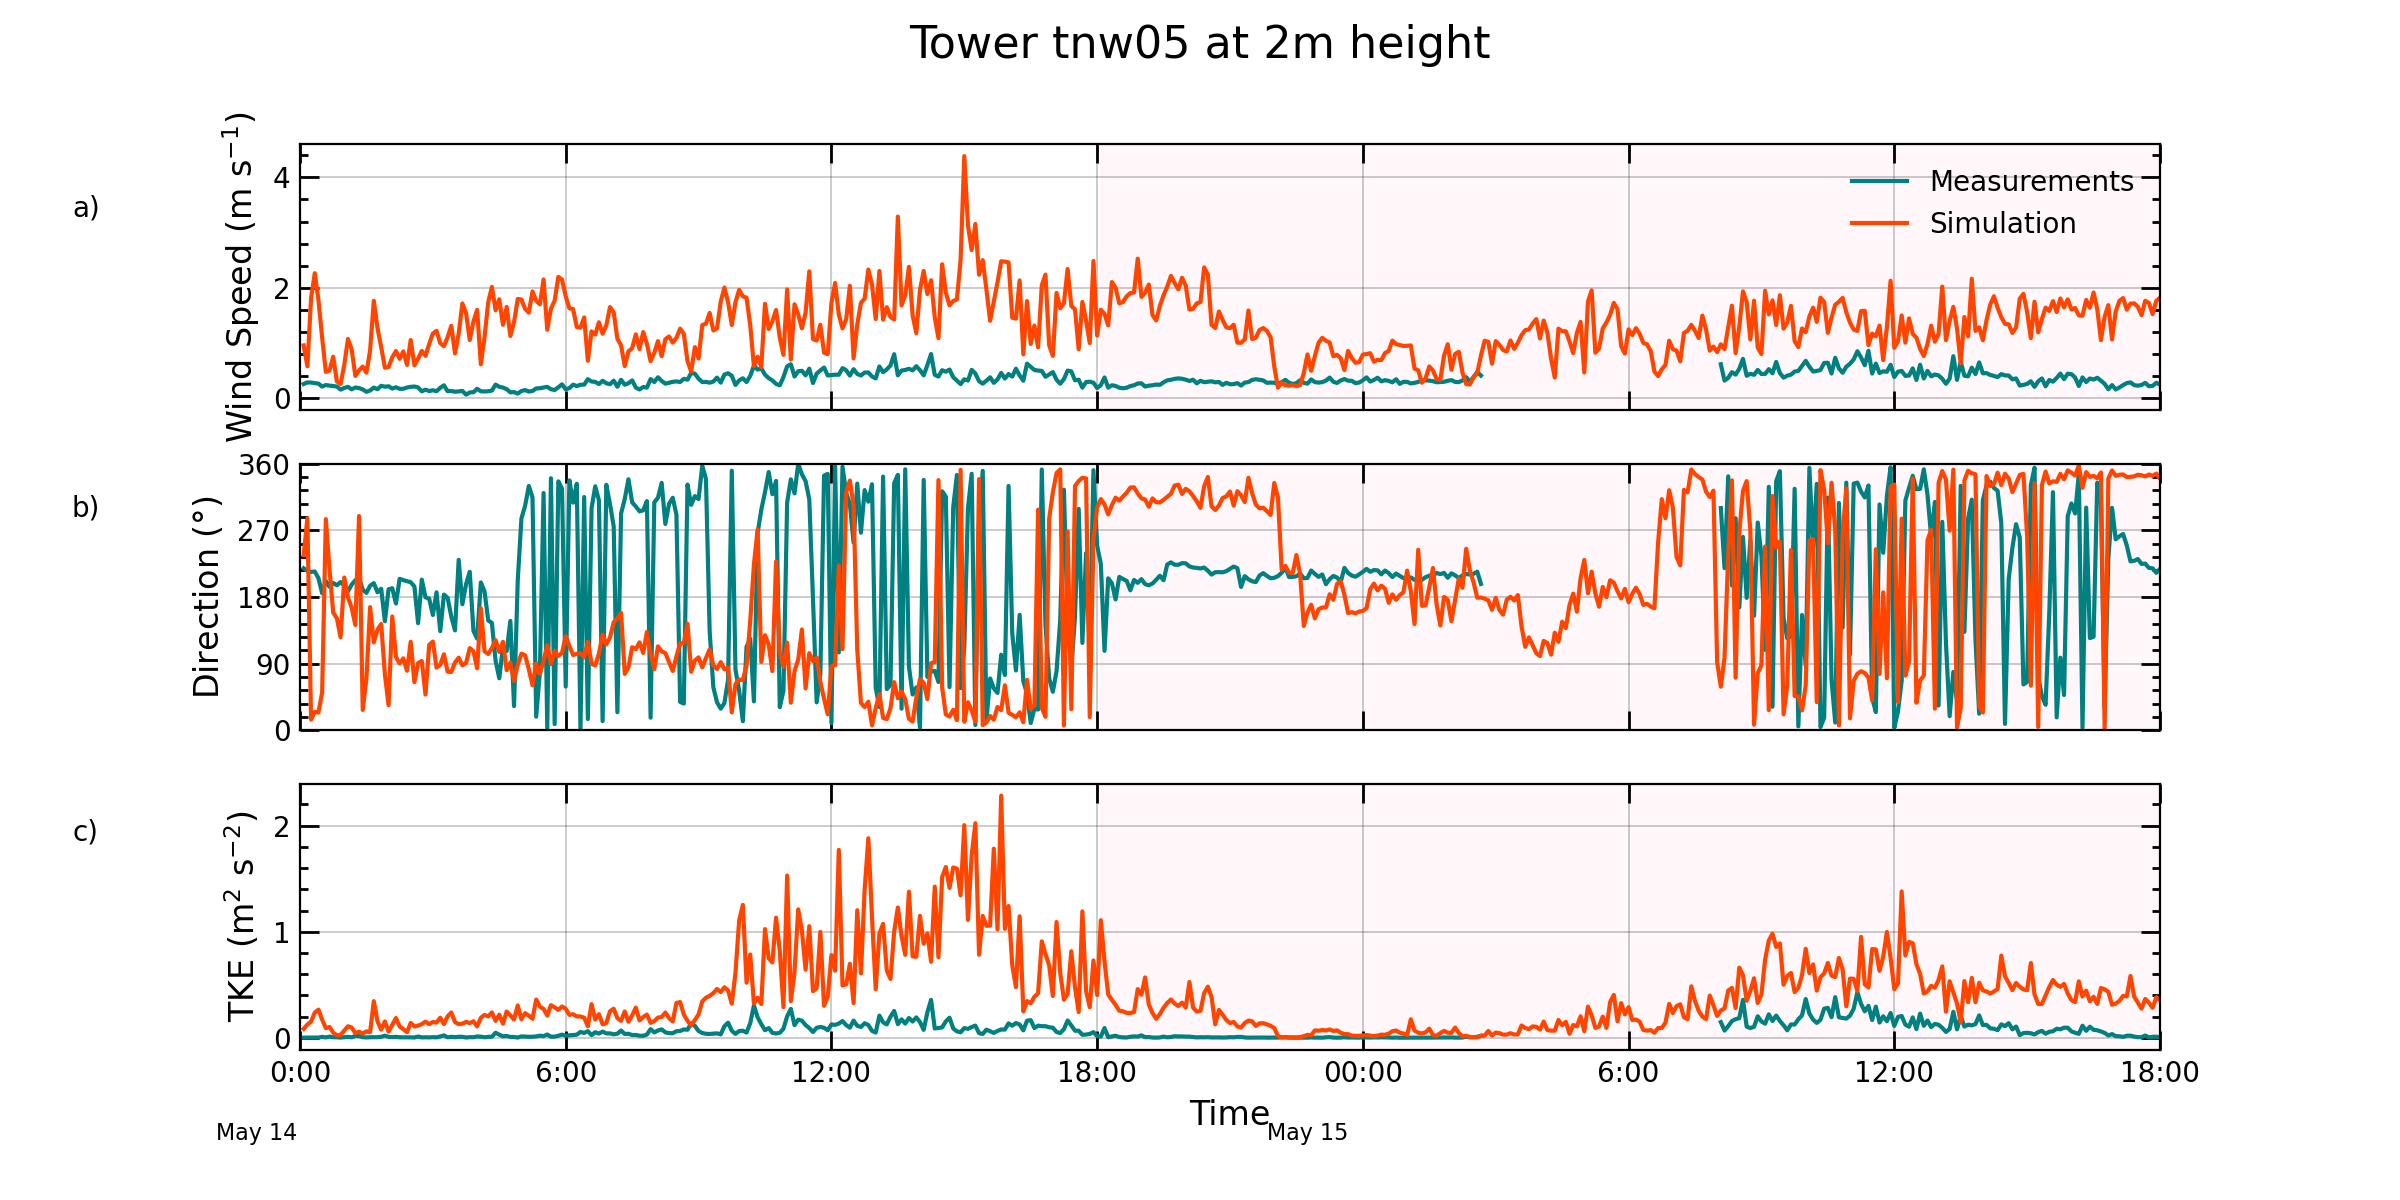 Tower tnw05 at 2m height
a)
Wind Speed (m s⁻¹)
4
2
0
Measurements
Simulation
b)
Direction (°)
360
270
180
90
0
c)
TKE (m² s⁻²)
2
1
0
0:00 6:00 12:00 18:00 00:00 6:00 12:00 18:00
Time
May 14 May 15